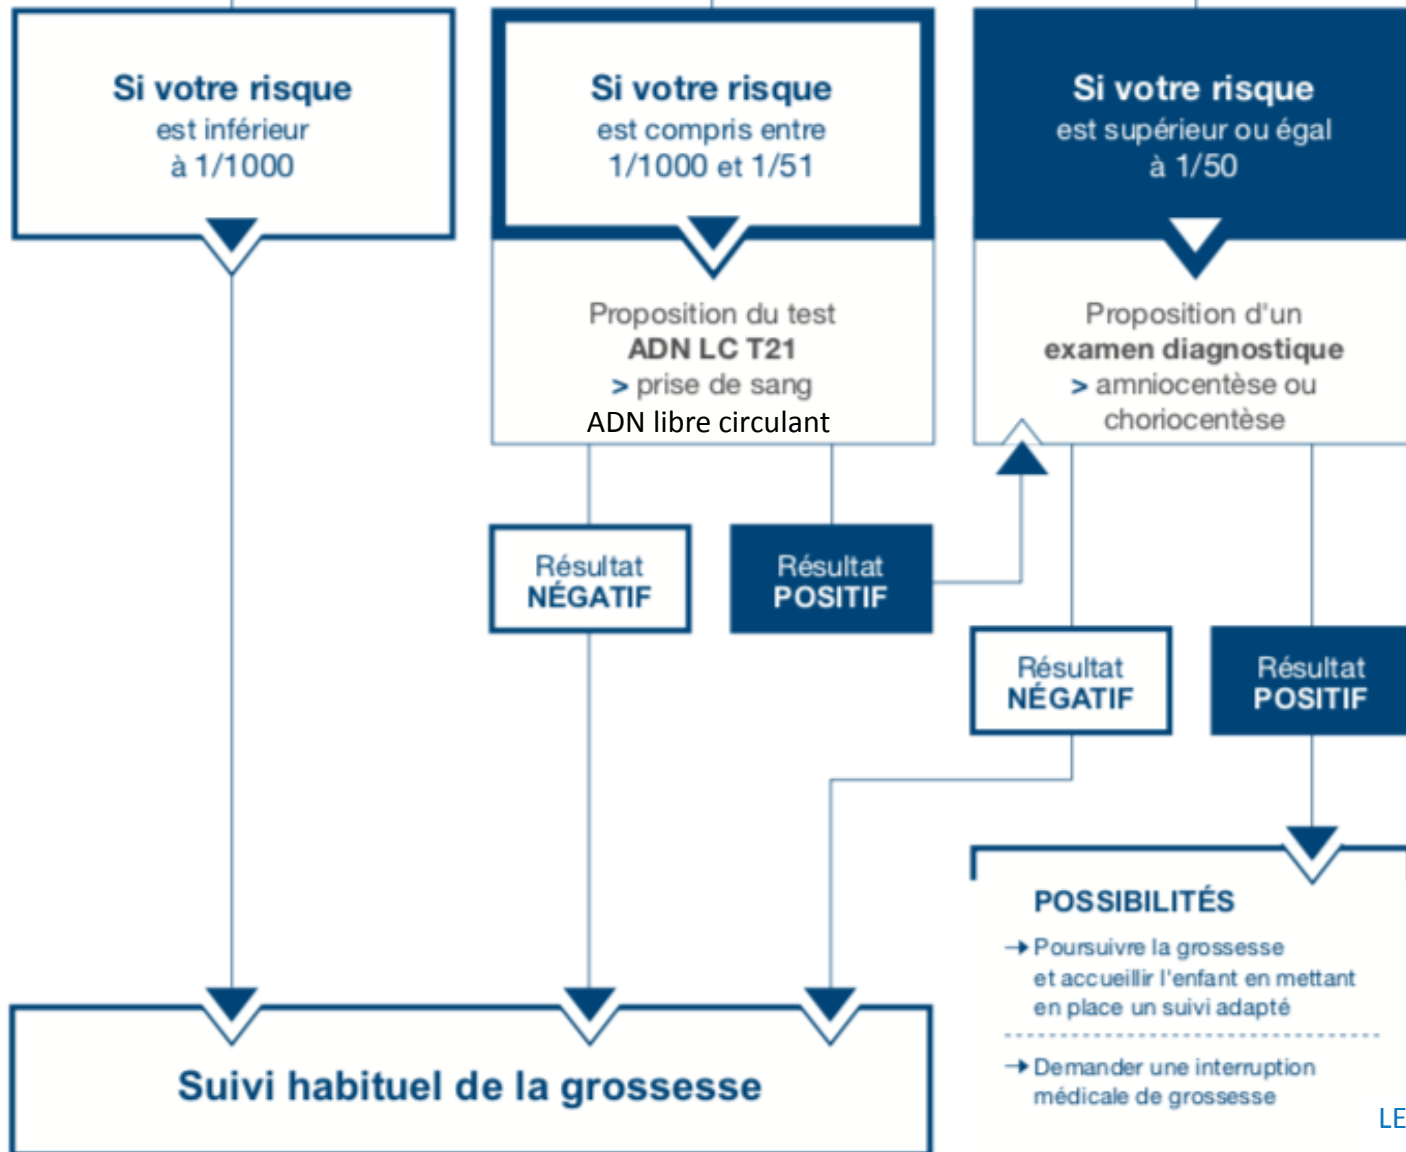 Si votre risque
est inférieur
à 1/1000
Si votre risque
est compris entre
1/1000 et 1/51
Si votre risque
est supérieur ou égal
à 1/50
Proposition du test
ADN LC T21
> prise de sang
ADN libre circulant
Proposition d'un
examen diagnostique
> amniocentèse ou
choriocentèse
Résultat
NÉGATIF
Résultat
POSITIF
Résultat
NÉGATIF
Résultat
POSITIF
POSSIBILITÉS
→ Poursuivre la grossesse
et accueillir l'enfant en mettant
en place un suivi adapté
→ Demander une interruption
médicale de grossesse
Suivi habituel de la grossesse
LE